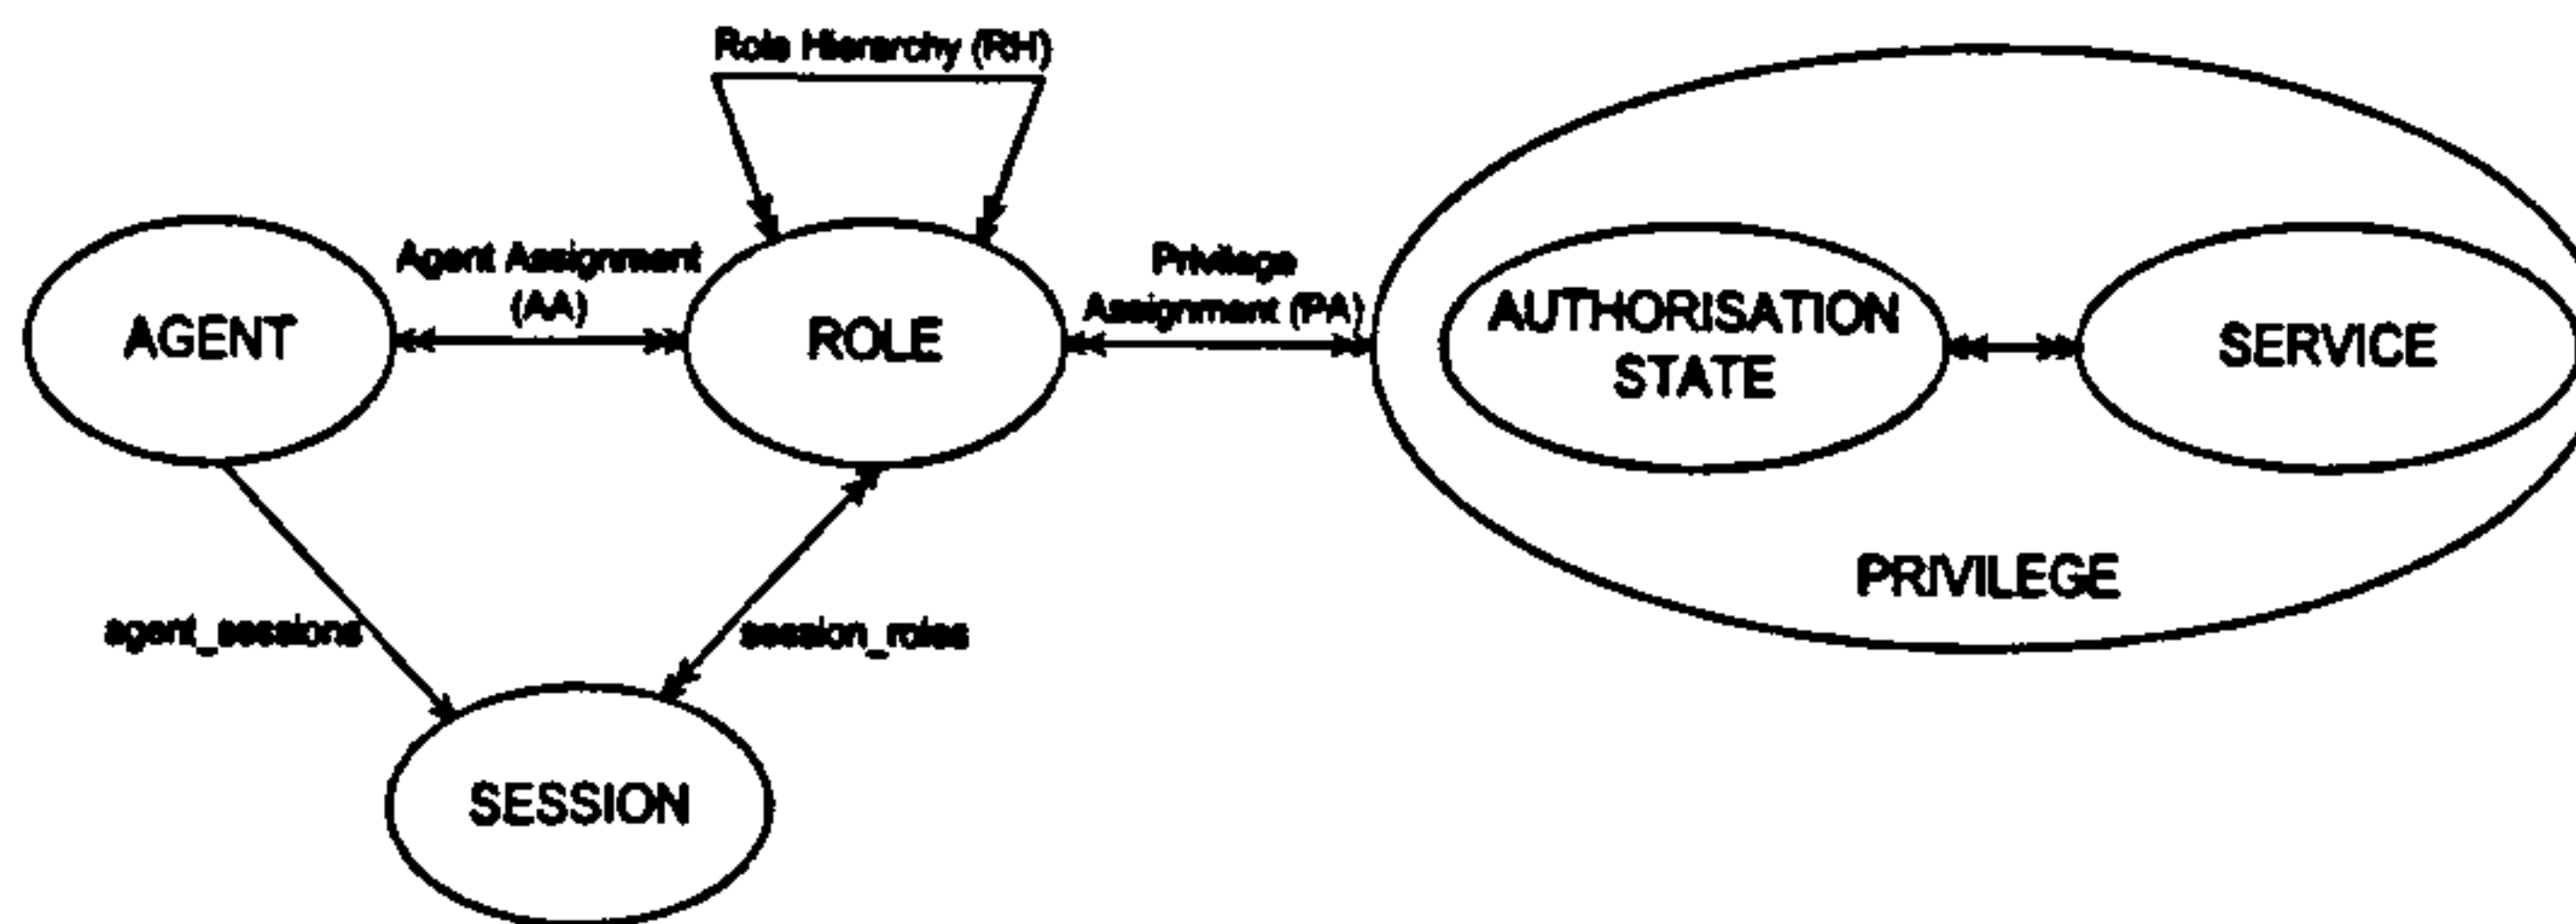 Role Hierarchy (RH)
Agent Assignment
(AA)
Privilege
Assignment (PA)
AGENT
ROLE
AUTHORISATION
STATE
SERVICE
PRIVILEGE
agent_sessions
session_roles
SESSION